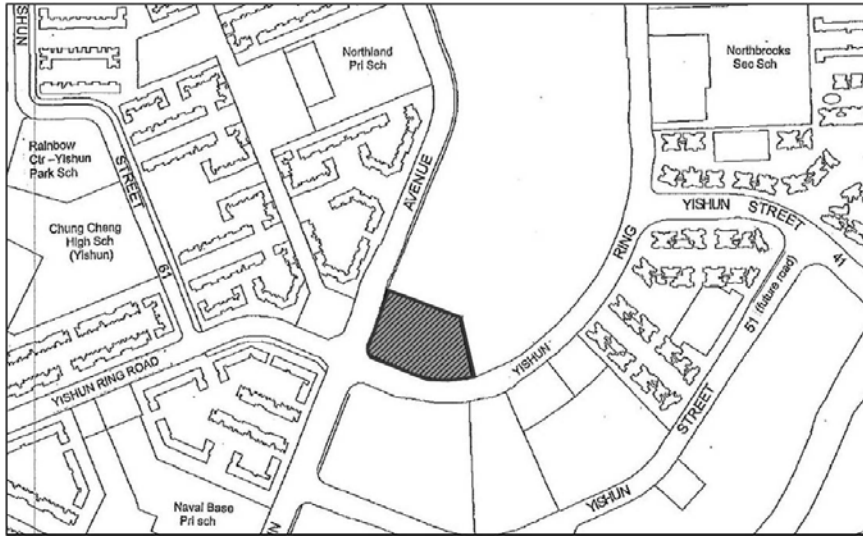 SHUN
Northland
Pri Sch
Northbrooks
Sec Sch
Rainbow
Ctr -Yishun
Park Sch
STREET
61
AVENUE
Chung Cheng
High Sch
(Yishun)
YISHUN
STREET
41
RING
YISHUN
51 (future road)
STREET
YISHUN
YISHUN RING ROAD
Naval Base
Pri sch
UN